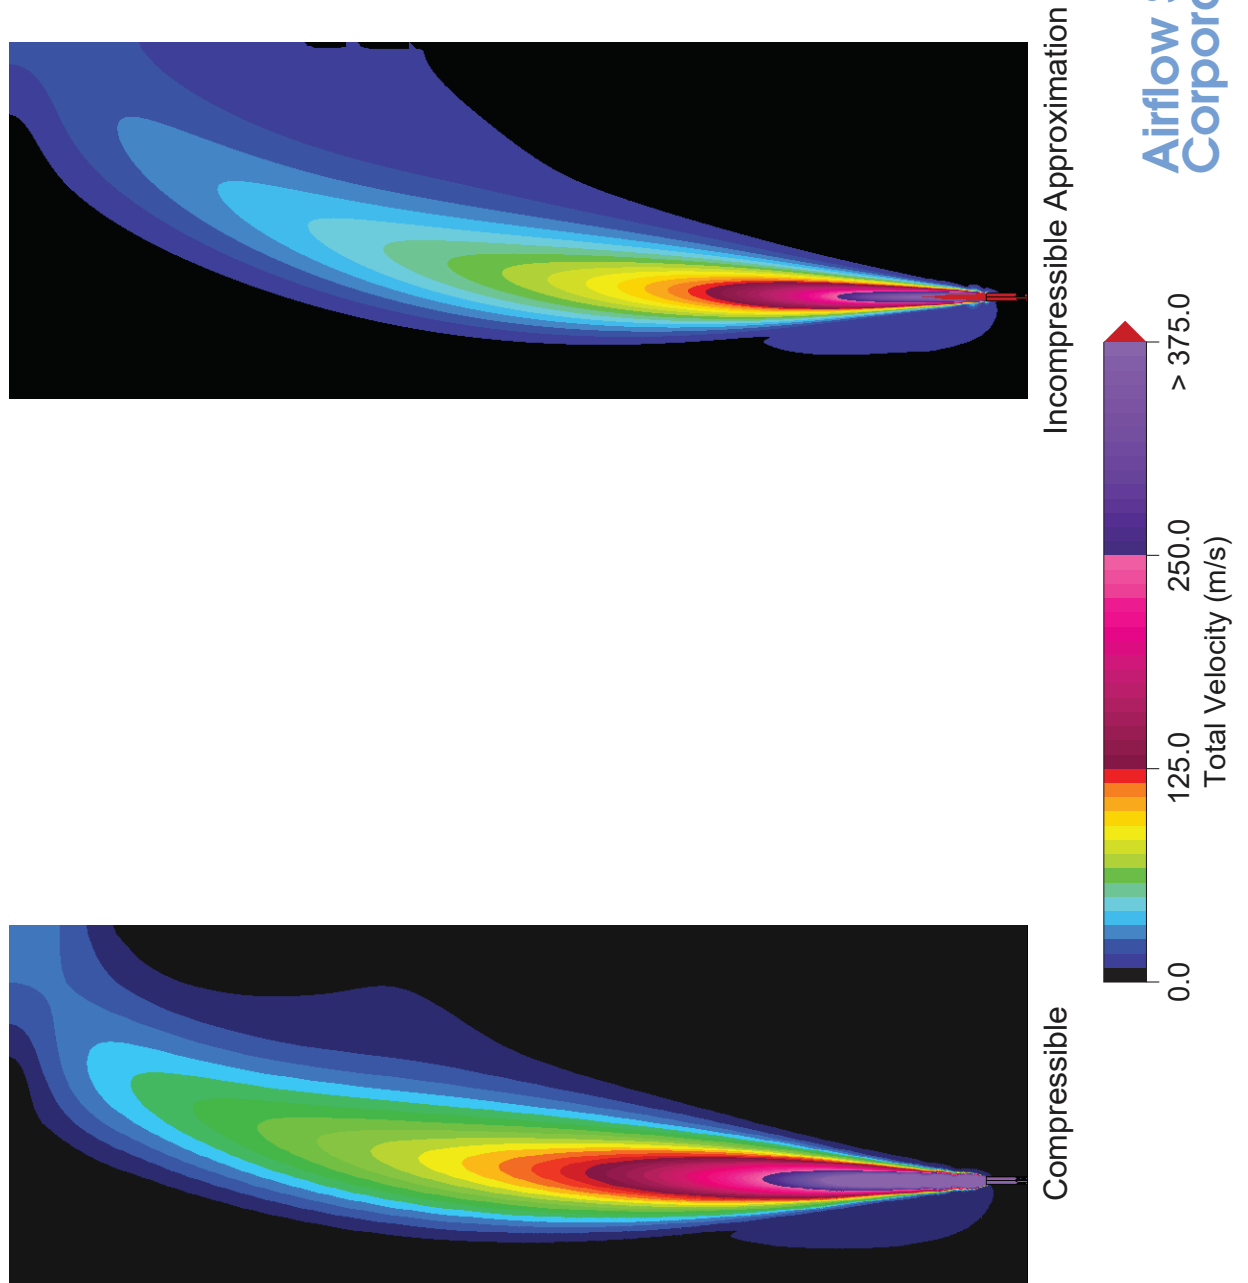 Incompressible Approximation
Compressible
0.0
125.0
250.0
> 375.0
Total Velocity (m/s)
Airflow